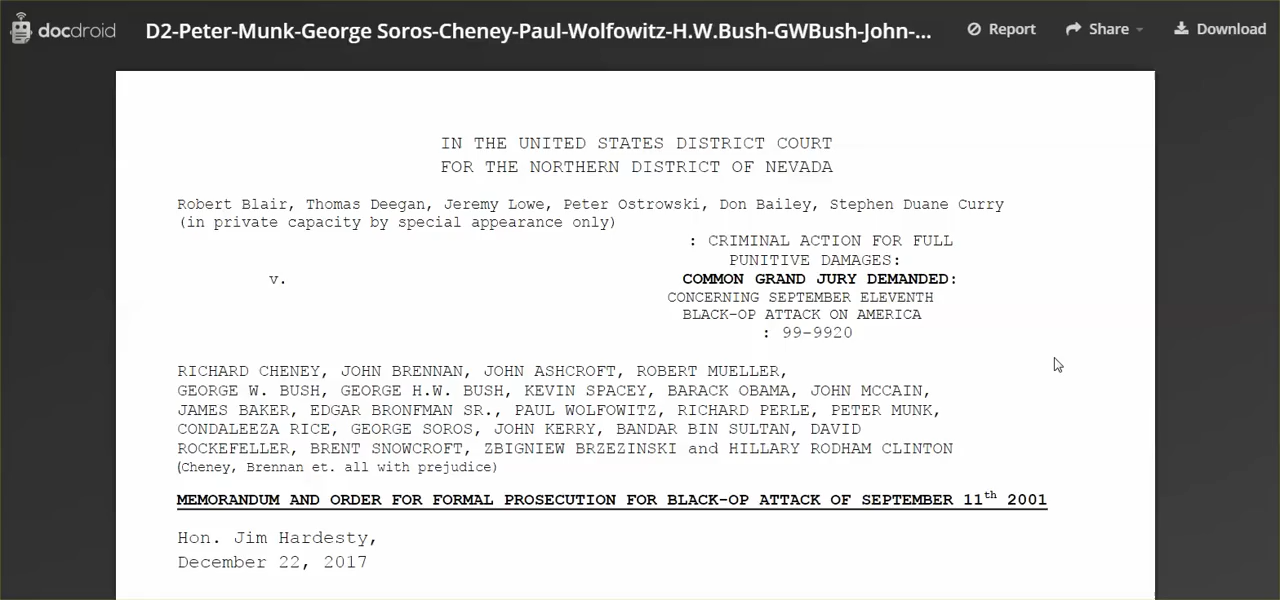 docdroid D2-Peter-Munk-George Soros-Cheney-Paul-Wolfowitz-H.W.Bush-GWBush-John-... Report Share Download
IN THE UNITED STATES DISTRICT COURT
FOR THE NORTHERN DISTRICT OF NEVADA
Robert Blair, Thomas Deegan, Jeremy Lowe, Peter Ostrowski, Don Bailey, Stephen Duane Curry
(in private capacity by special appearance only)
: CRIMINAL ACTION FOR FULL
PUNITIVE DAMAGES:
v. COMMON GRAND JURY DEMANDED:
CONCERNING SEPTEMBER ELEVENTH
BLACK-OP ATTACK ON AMERICA
: 99-9920
RICHARD CHENEY, JOHN BRENNAN, JOHN ASHCROFT, ROBERT MUELLER,
GEORGE W. BUSH, GEORGE H.W. BUSH, KEVIN SPACEY, BARACK OBAMA, JOHN MCCAIN,
JAMES BAKER, EDGAR BRONFMAN SR., PAUL WOLFOWITZ, RICHARD PERLE, PETER MUNK,
CONDALEEZA RICE, GEORGE SOROS, JOHN KERRY, BANDAR BIN SULTAN, DAVID
ROCKEFELLER, BRENT SNOWCROFT, ZBIGNIEW BRZEZINSKI and HILLARY RODHAM CLINTON
(Cheney, Brennan et. all with prejudice)
MEMORANDUM AND ORDER FOR FORMAL PROSECUTION FOR BLACK-OP ATTACK OF SEPTEMBER 11th 2001
Hon. Jim Hardesty,
December 22, 2017